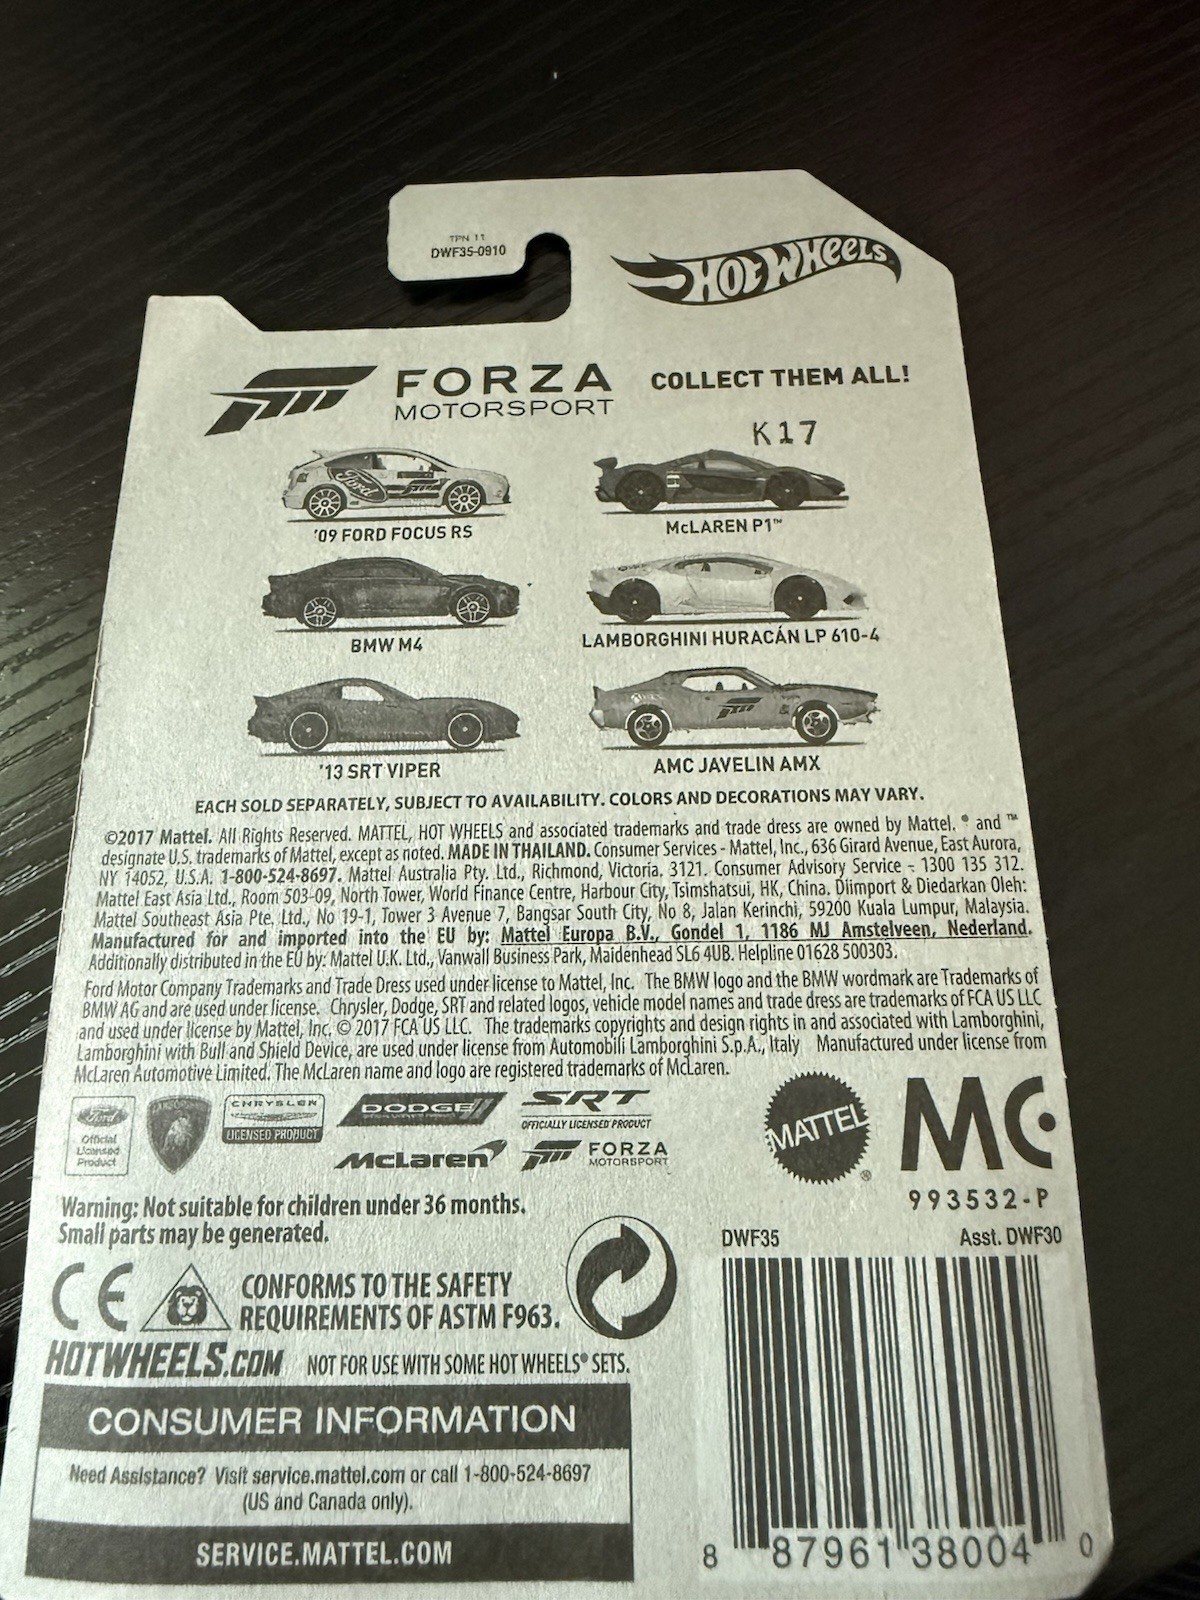 TPN 11
DWF35-0910
HOT WHEELS
FORZA
MOTORSPORT
COLLECT THEM ALL!
K17
Ford
'09 FORD FOCUS RS
McLAREN P1™
BMW M4
LAMBORGHINI HURACÁN LP 610-4
'13 SRT VIPER
AMC JAVELIN AMX
EACH SOLD SEPARATELY, SUBJECT TO AVAILABILITY. COLORS AND DECORATIONS MAY VARY.
©2017 Mattel. All Rights Reserved. MATTEL, HOT WHEELS and associated trademarks and trade dress are owned by Mattel. ® and ™
designate U.S. trademarks of Mattel, except as noted. MADE IN THAILAND. Consumer Services - Mattel, Inc., 636 Girard Avenue, East Aurora,
NY 14052, U.S.A. 1-800-524-8697. Mattel Australia Pty. Ltd., Richmond, Victoria. 3121. Consumer Advisory Service - 1300 135 312.
Mattel East Asia Ltd., Room 503-09, North Tower, World Finance Centre, Harbour City, Tsimshatsui, HK, China. Diimport & Diedarkan Oleh:
Mattel Southeast Asia Pte. Ltd., No 19-1, Tower 3 Avenue 7, Bangsar South City, No 8, Jalan Kerinchi, 59200 Kuala Lumpur, Malaysia.
Manufactured for and imported into the EU by: Mattel Europa B.V., Gondel 1, 1186 MJ Amstelveen, Nederland.
Additionally distributed in the EU by: Mattel U.K. Ltd., Vanwall Business Park, Maidenhead SL6 4UB. Helpline 01628 500303.
Ford Motor Company Trademarks and Trade Dress used under license to Mattel, Inc. The BMW logo and the BMW wordmark are Trademarks of
BMW AG and are used under license. Chrysler, Dodge, SRT and related logos, vehicle model names and trade dress are trademarks of FCA US LLC
and used under license by Mattel, Inc. © 2017 FCA US LLC. The trademarks copyrights and design rights in and associated with Lamborghini,
Lamborghini with Bull and Shield Device, are used under license from Automobili Lamborghini S.p.A., Italy Manufactured under license from
McLaren Automotive Limited. The McLaren name and logo are registered trademarks of McLaren.
Ford
Official
Licensed
Product
CHRYSLER
LICENSED PRODUCT
DODGE
SRT
OFFICIALLY LICENSED PRODUCT
McLaren
FORZA
MOTORSPORT
MATTEL®
MC
993532-P
Warning: Not suitable for children under 36 months.
Small parts may be generated.
DWF35
Asst. DWF30
CE
CONFORMS TO THE SAFETY
REQUIREMENTS OF ASTM F963.
HOTWHEELS.COM
NOT FOR USE WITH SOME HOT WHEELS® SETS.
CONSUMER INFORMATION
Need Assistance? Visit service.mattel.com or call 1-800-524-8697
(US and Canada only).
SERVICE.MATTEL.COM
8 87961 38004 0